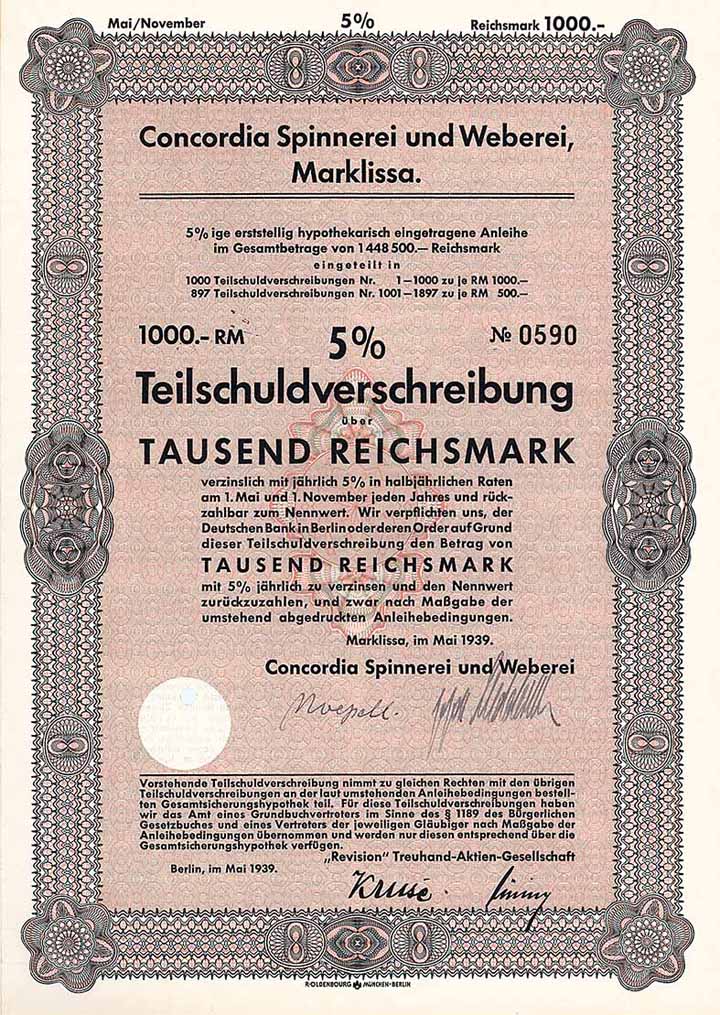 Mai/November 5% Reichsmark 1000.-
Concordia Spinnerei und Weberei,
Marklissa.
5% ige erststellig hypothekarisch eingetragene Anleihe
im Gesamtbetrage von 1 448 500.— Reichsmark
eingeteilt in
1000 Teilschuldverschreibungen Nr. 1—1000 zu je RM 1000.—
897 Teilschuldverschreibungen Nr. 1001—1897 zu je RM 500.—
1000.- RM 5% № 0590
Teilschuldverschreibung
über
TAUSEND REICHSMARK
verzinslich mit jährlich 5% in halbjährlichen Raten
am 1. Mai und 1. November jeden Jahres und rück-
zahlbar zum Nennwert. Wir verpflichten uns, der
Deutschen Bank in Berlin oder deren Order auf Grund
dieser Teilschuldverschreibung den Betrag von
TAUSEND REICHSMARK
mit 5% jährlich zu verzinsen und den Nennwert
zurückzuzahlen, und zwar nach Maßgabe der
umstehend abgedruckten Anleihebedingungen.
Marklissa, im Mai 1939.
Concordia Spinnerei und Weberei
Vorstehende Teilschuldverschreibung nimmt zu gleichen Rechten mit den übrigen
Teilschuldverschreibungen an der laut umstehenden Anleihebedingungen bestell-
ten Gesamtsicherungshypothek teil. Für diese Teilschuldverschreibungen haben
wir das Amt eines Grundbuchvertreters im Sinne des § 1189 des Bürgerlichen
Gesetzbuches und eines Vertreters der jeweiligen Gläubiger nach Maßgabe der
Anleihebedingungen übernommen und werden nur diesen entsprechend über die
Gesamtsicherungshypothek verfügen.
„Revision" Treuhand-Aktien-Gesellschaft
Berlin, im Mai 1939.
Kruse
R. OLDENBOURG MÜNCHEN-BERLIN